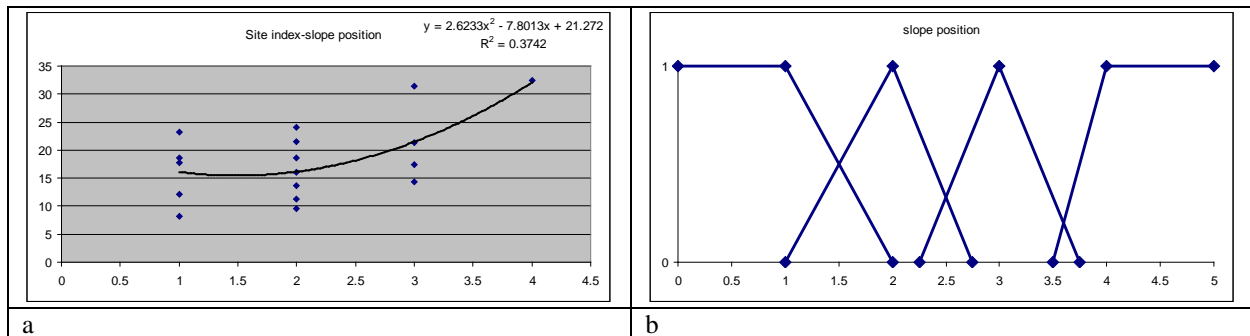 Site index-slope position
y = 2.6233x² - 7.8013x + 21.272
R² = 0.3742
35
30
25
20
15
10
5
0
0 0.5 1 1.5 2 2.5 3 3.5 4 4.5
slope position
1
0
0 0.5 1 1.5 2 2.5 3 3.5 4 4.5 5
a
b